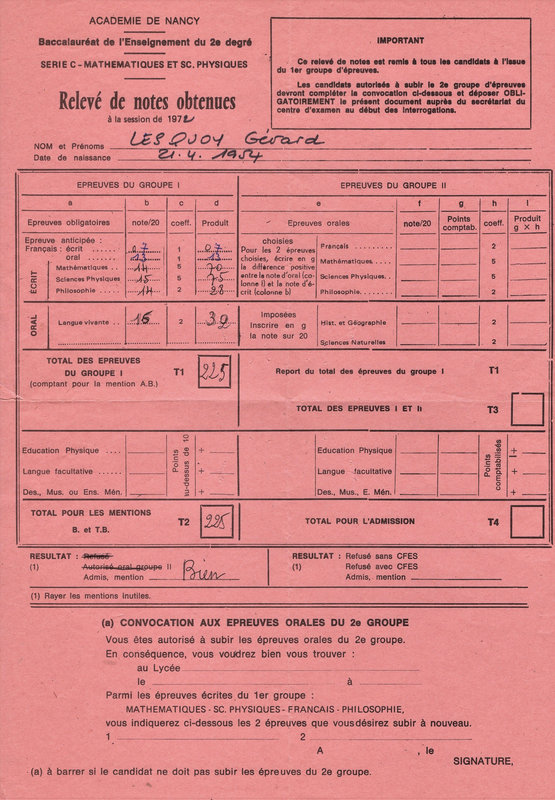 ACADEMIE DE NANCY
Baccalauréat de l'Enseignement du 2e degré
SERIE C - MATHEMATIQUES ET SC. PHYSIQUES
Relevé de notes obtenues
à la session de 1972
IMPORTANT
Ce relevé de notes est remis à tous les candidats à l'issue
du 1er groupe d'épreuves.
Les candidats autorisés à subir le 2e groupe d'épreuves
devront compléter la convocation ci-dessous et déposer OBLI-
GATOIREMENT le présent document auprès du secrétariat du
centre d'examen au début des interrogations.
NOM et Prénoms LESQUOY Gérard
Date de naissance 21.4.1954
EPREUVES DU GROUPE I
EPREUVES DU GROUPE II
a b c d e f g h I
Epreuves obligatoires note/20 coeff. Produit Epreuves orales note/20 Points comptab. coeff. Produit g x h
Epreuve anticipée :
Français : écrit ...... 07 1 07
oral ...... 13 1 13
ÉCRIT
Mathématiques .. 14 5 70
Sciences Physiques 15 5 75
Philosophie .... 14 2 28
choisies
Pour les 2 épreuves
choisies, écrire en g
la différence positive
entre la note d'oral (co-
lonne f) et la note d'é-
crit (colonne b)
Français ........ 2
Mathématiques.... 5
Sciences Physiques.. 5
Philosophie...... 2
ORAL
Langue vivante .. 16 2 32
Imposées
Inscrire en g
la note sur 20
Hist. et Géographie 2
Sciences Naturelles 2
TOTAL DES EPREUVES
DU GROUPE I T1 225
(comptant pour la mention A.B.)
Report du total des épreuves du groupe I T1
TOTAL DES EPREUVES I ET II T3
Education Physique ....
Langue facultative .....
Des., Mus. ou Ens. Mén.
Points au-dessus de 10
+
+
+
Education Physique
Langue facultative
Des., Mus., E. Mén.
Points comptabilisés
+
+
+
TOTAL POUR LES MENTIONS
B. et T.B. T2 225
TOTAL POUR L'ADMISSION T4
RESULTAT : Refusé
(1) Autorisé oral groupe II
Admis, mention Bien
RESULTAT : Refusé sans CFES
(1) Refusé avec CFES
Admis, mention
(1) Rayer les mentions inutiles.
(a) CONVOCATION AUX EPREUVES ORALES DU 2e GROUPE
Vous êtes autorisé à subir les épreuves orales du 2e groupe.
En conséquence, vous voudrez bien vous trouver :
au Lycée
le à
Parmi les épreuves écrites du 1er groupe :
MATHEMATIQUES - SC. PHYSIQUES - FRANCAIS - PHILOSOPHIE,
vous indiquerez ci-dessous les 2 épreuves que vous désirez subir à nouveau.
1 2
A , le
SIGNATURE,
(a) à barrer si le candidat ne doit pas subir les épreuves du 2e groupe.